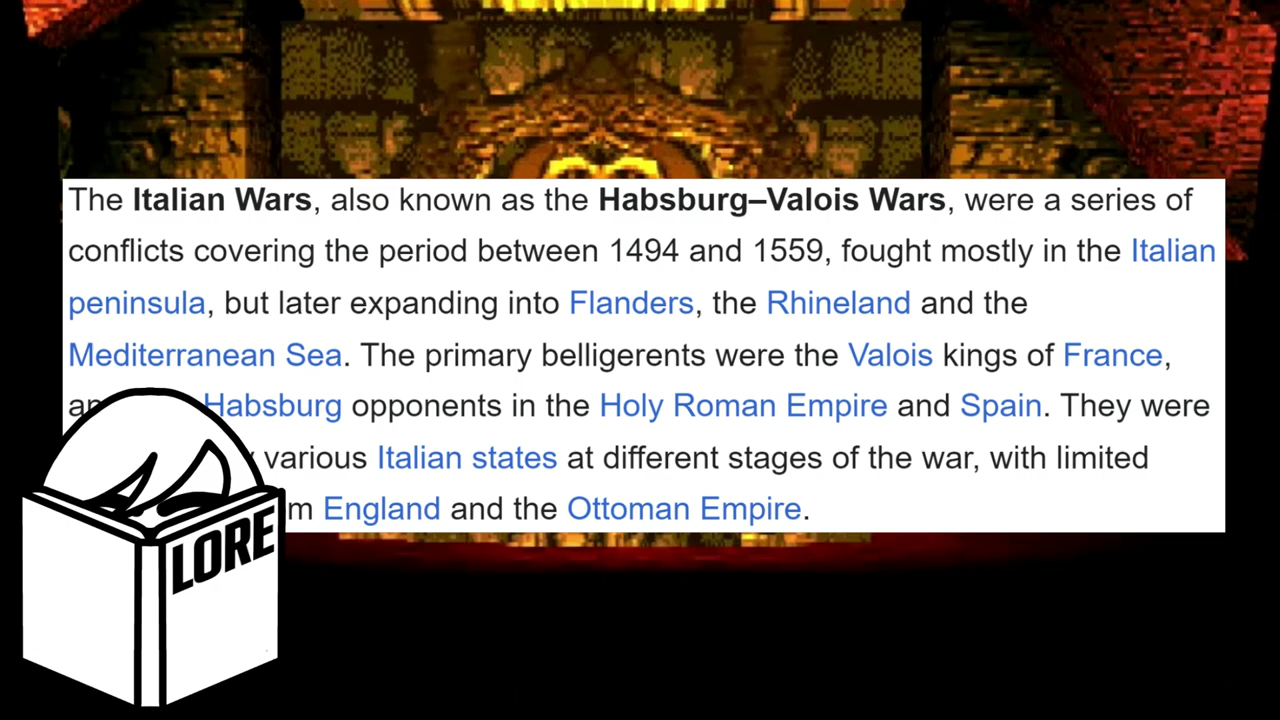 The Italian Wars, also known as the Habsburg–Valois Wars, were a series of
conflicts covering the period between 1494 and 1559, fought mostly in the Italian
peninsula, but later expanding into Flanders, the Rhineland and the
Mediterranean Sea. The primary belligerents were the Valois kings of France,
Habsburg opponents in the Holy Roman Empire and Spain. They were
various Italian states at different stages of the war, with limited
England and the Ottoman Empire.
LORE